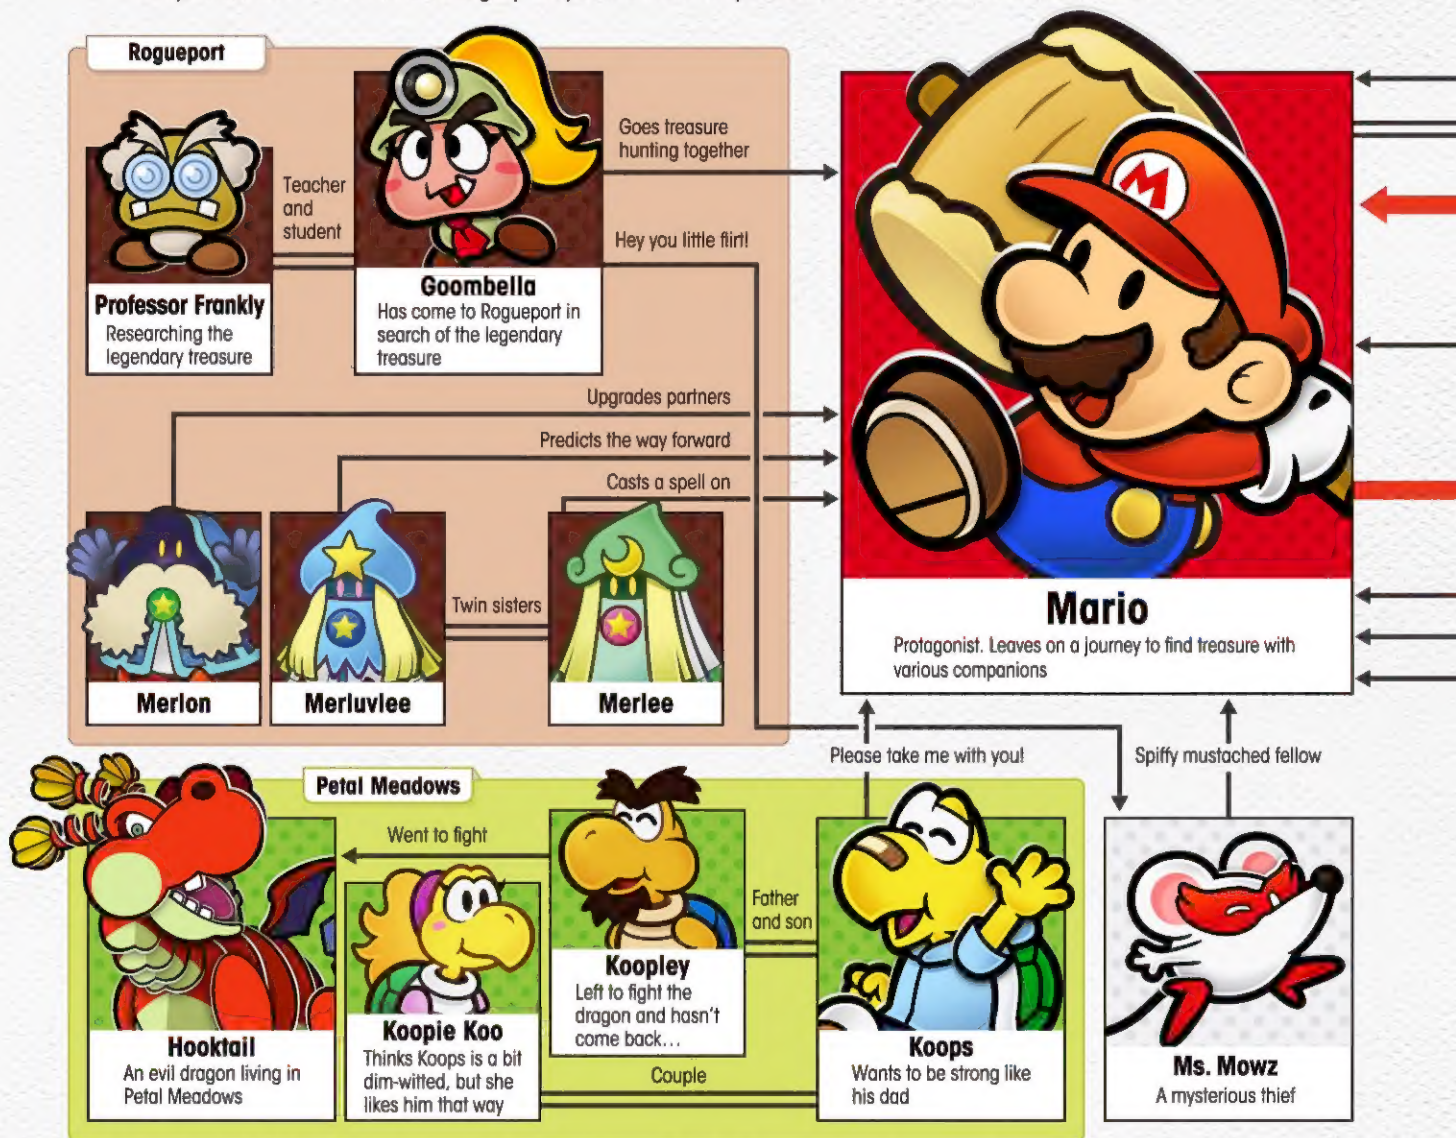 Rogueport
Goes treasure
hunting together
Teacher
and
student
Hey you little flirt!
Professor Frankly
Researching the
legendary treasure
Goombella
Has come to Rogueport in
search of the legendary
treasure
M
Upgrades partners
Predicts the way forward
Casts a spell on
Twin sisters
Merlon
Merluvlee
Merlee
Mario
Protagonist. Leaves on a journey to find treasure with
various companions
Please take me with you!
Spiffy mustached fellow
Petal Meadows
Went to fight
Father
and son
Hooktail
An evil dragon living in
Petal Meadows
Koopie Koo
Thinks Koops is a bit
dim-witted, but she
likes him that way
Koopley
Left to fight the
dragon and hasn't
come back...
Couple
Koops
Wants to be strong like
his dad
Ms. Mowz
A mysterious thief